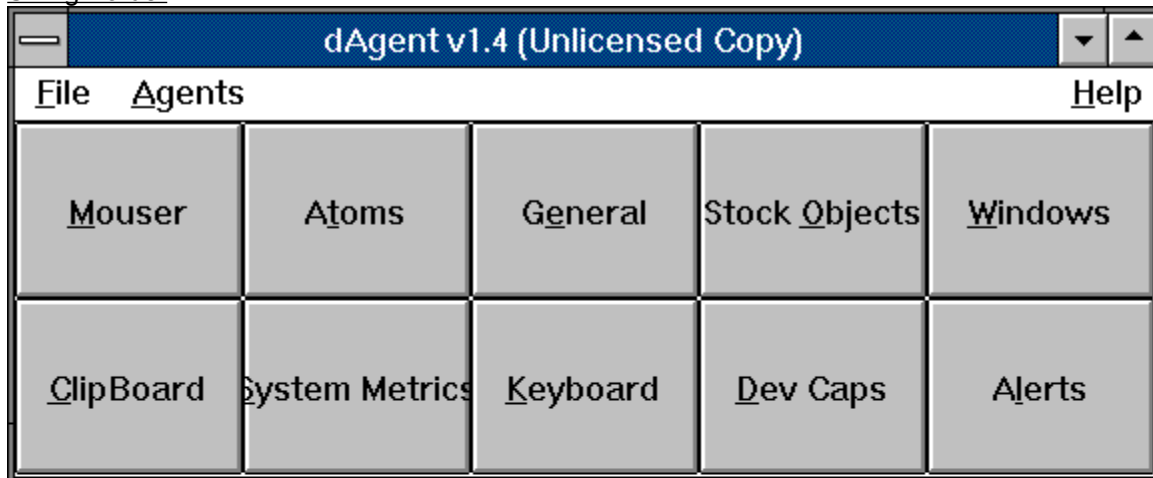 dAgent v1.4 (Unlicensed Copy)
File Agents Help
Mouser Atoms General Stock Objects Windows
ClipBoard System Metrics Keyboard Dev Caps Alerts